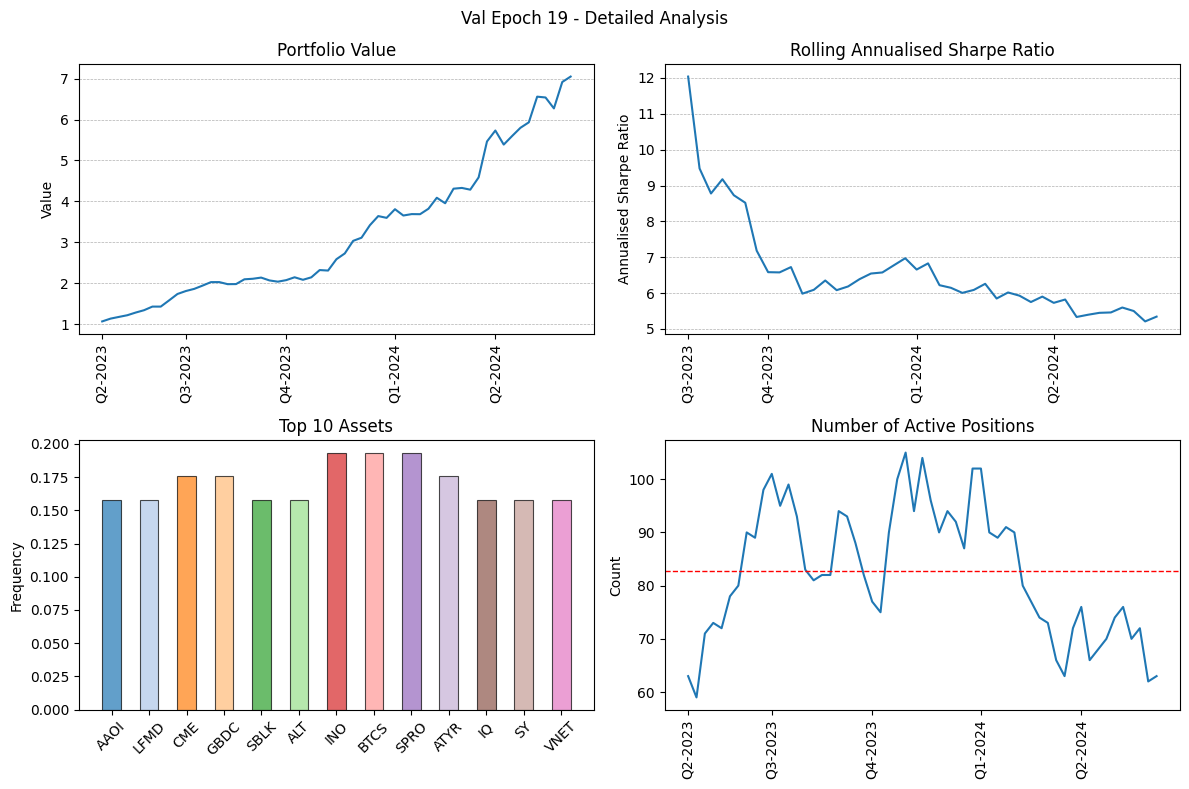 Val Epoch 19 - Detailed Analysis
Portfolio Value
Value
7
6
5
4
3
2
1
Q2-2023
Q3-2023
Q4-2023
Q1-2024
Q2-2024
Rolling Annualised Sharpe Ratio
Annualised Sharpe Ratio
12
11
10
9
8
7
6
5
Q3-2023
Q4-2023
Q1-2024
Q2-2024
Top 10 Assets
Frequency
0.200
0.175
0.150
0.125
0.100
0.075
0.050
0.025
0.000
AAOI
LFMD
CME
GBDC
SBLK
ALT
INO
BTCS
SPRO
ATYR
IQ
SY
VNET
Number of Active Positions
Count
100
90
80
70
60
Q2-2023
Q3-2023
Q4-2023
Q1-2024
Q2-2024